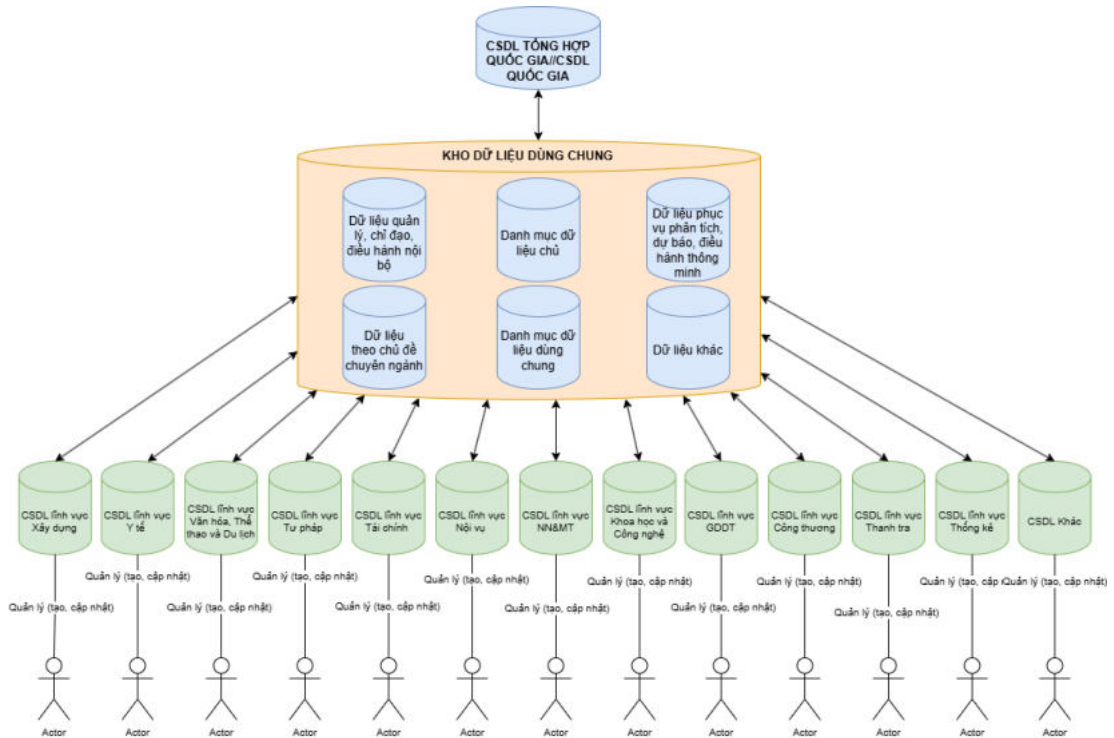 CSDL TỔNG HỢP
QUỐC GIA//CSDL
QUỐC GIA
KHO DỮ LIỆU DÙNG CHUNG
Dữ liệu quản
lý, chỉ đạo,
điều hành nội
bộ
Danh mục dữ
liệu chủ
Dữ liệu phục
vụ phân tích,
dự báo, điều
hành thông
minh
Dữ liệu
theo chủ đề
chuyên ngành
Danh mục dữ
liệu dùng
chung
Dữ liệu khác
CSDL lĩnh vực
Xây dựng
CSDL lĩnh vực
Y tế
CSDL lĩnh vực
Văn hóa, Thể
thao và Du lịch
CSDL lĩnh vực
Tư pháp
CSDL lĩnh vực
Tài chính
CSDL lĩnh vực
Nội vụ
CSDL lĩnh vực
NN&MT
CSDL lĩnh vực
Khoa học và
Công nghệ
CSDL lĩnh vực
GDDT
CSDL lĩnh vực
Công thương
CSDL lĩnh vực
Thanh tra
CSDL lĩnh vực
Thống kê
CSDL Khác
Quản lý (tạo, cập nhật)
Quản lý (tạo, cập nhật)
Quản lý (tạo, cập nhật)
Quản lý (tạo, cập nhật)
Quản lý (tạo, cập nhật)
Quản lý (tạo, cập nhật)
Quản lý (tạo, cập nhật)
Quản lý (tạo, cập nhật)
Quản lý (tạo, cập nhật)
Quản lý (tạo, cập nhật)
Quản lý (tạo, cập nhật)
Quản lý (tạo, cập
Quản lý (tạo, cập nhật)
Actor
Actor
Actor
Actor
Actor
Actor
Actor
Actor
Actor
Actor
Actor
Actor
Actor